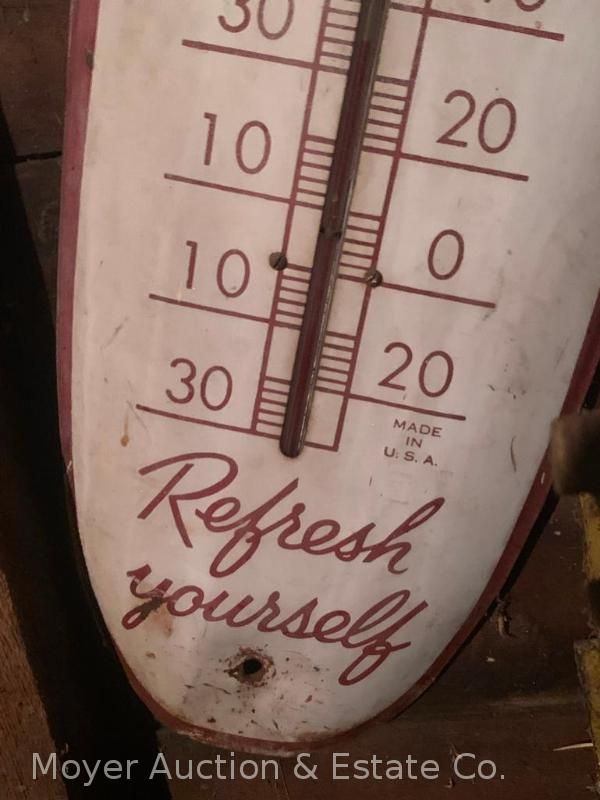 30
20
10
0
10
20
30
MADE
IN
U. S. A.
Refresh
yourself
Moyer Auction & Estate Co.